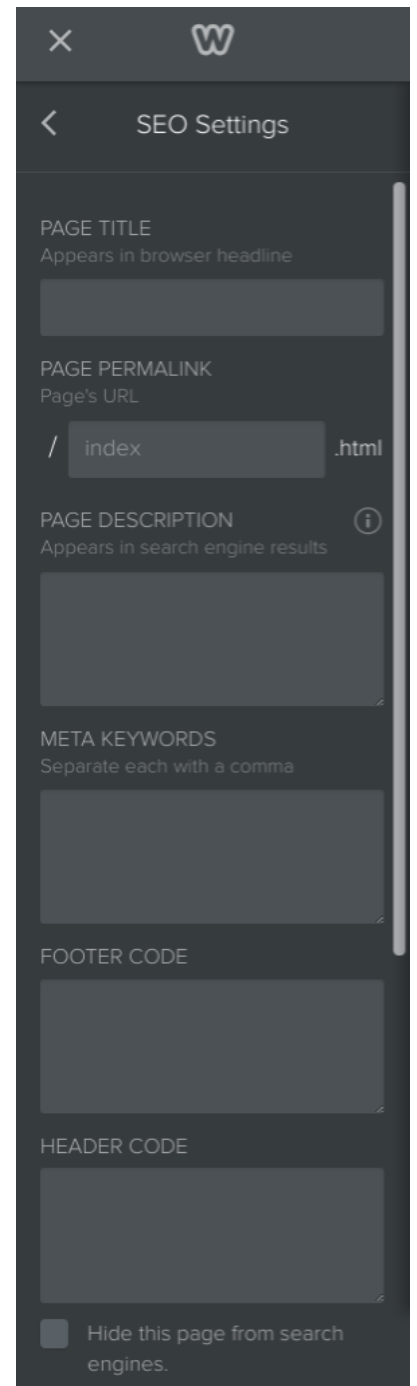 SEO Settings
PAGE TITLE
Appears in browser headline
PAGE PERMALINK
Page's URL
/ index .html
PAGE DESCRIPTION
Appears in search engine results
META KEYWORDS
Separate each with a comma
FOOTER CODE
HEADER CODE
Hide this page from search
engines.